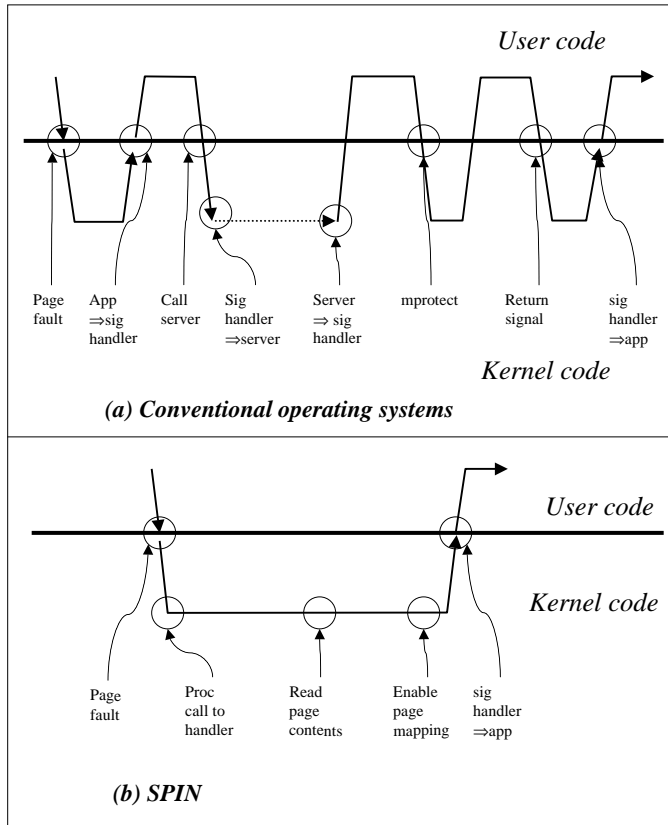 User code
Page
fault
App
⇒sig
handler
Call
server
Sig
handler
⇒server
Server
⇒ sig
handler
mprotect
Return
signal
sig
handler
⇒app
Kernel code
(a) Conventional operating systems
User code
Kernel code
Page
fault
Proc
call to
handler
Read
page
contents
Enable
page
mapping
sig
handler
⇒app
(b) SPIN